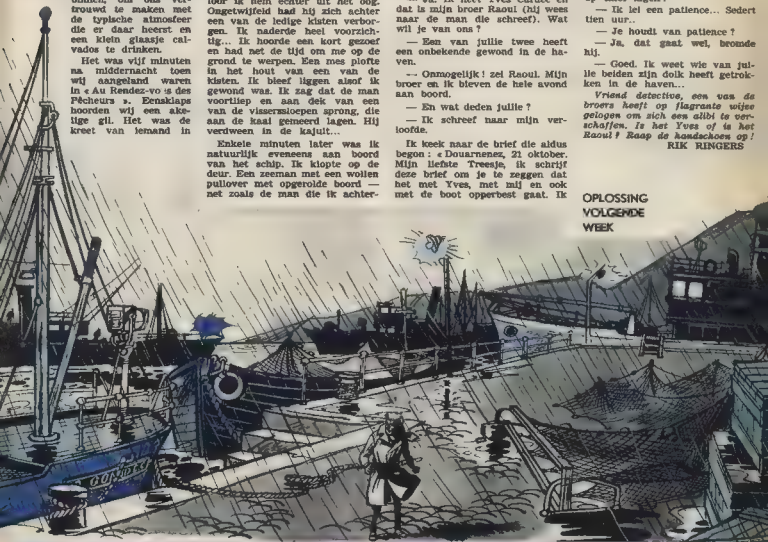 trouwd te maken met
de typische atmosfeer
die er daar heerst en
een klein glaasje cal-
vados te drinken.
Het was vijf minuten
na middernacht toen
wij aangeland waren
in « Au Rendez-vous des
Pêcheurs ». Eensklaps
hoorden wij een ake-
lige gil. Het was de
kreet van iemand in
loor ik hem echter uit het oog.
Ongetwijfeld had hij zich achter
een van de ledige kisten verbor-
gen. Ik naderde heel voorzich-
tig... Ik hoorde een kort gezoef
en had net de tijd om me op de
grond te werpen. Een mes plofte
in het hout van een van de
kisten. Ik bleef liggen alsof ik
gewond was. Ik zag dat de man
voortliep en aan dek van een
van de vissersloepen sprong, die
aan de kaai gemeerd lagen. Hij
verdween in de kajuit...
Enkele minuten later was ik
natuurlijk eveneens aan boord
van het schip. Ik klopte op de
deur. Een zeeman met een wollen
pullover met opgerolde boord —
net zoals de man die ik achter-
dat is mijn broer Raoul (hij wees
naar de man die schreef). Wat
wil je van ons ?
— Een van jullie twee heeft
een onbekende gewond in de ha-
ven.
— Onmogelijk ! zei Raoul. Mijn
broer en ik bleven de hele avond
aan boord.
— En wat deden jullie ?
— Ik schreef naar mijn ver-
loofde.
Ik keek naar de brief die aldus
begon : « Douarnenez, 21 oktober.
Mijn liefste Treesje, ik schrijf
deze brief om je te zeggen dat
het met Yves, met mij en ook
met de boot opperbest gaat. Ik
— Ik lei een patience... Sedert
tien uur..
— Je houdt van patience ?
— Ja, dat gaat wel, bromde
hij.
— Goed. Ik weet wie van jul-
lie beiden zijn dolk heeft getrok-
ken in de haven...
Vriend detective, een van de
broers heeft op flagrante wijze
gelogen om zich een alibi te ver-
schaffen. Is het Yves of is het
Raoul ? Raap de handschoen op !
RIK RINGERS
OPLOSSING
VOLGENDE
WEEK